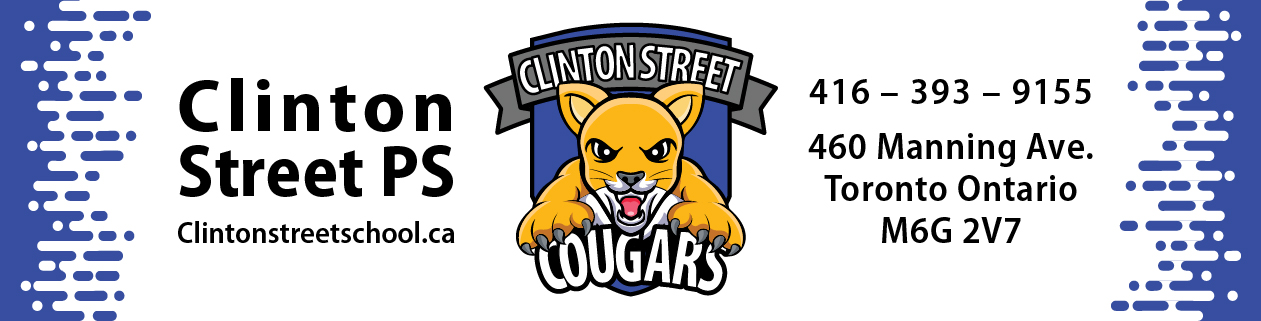 Clinton
Street PS
Clintonstreetschool.ca
CLINTON STREET
COUGARS
416 – 393 – 9155
460 Manning Ave.
Toronto Ontario
M6G 2V7